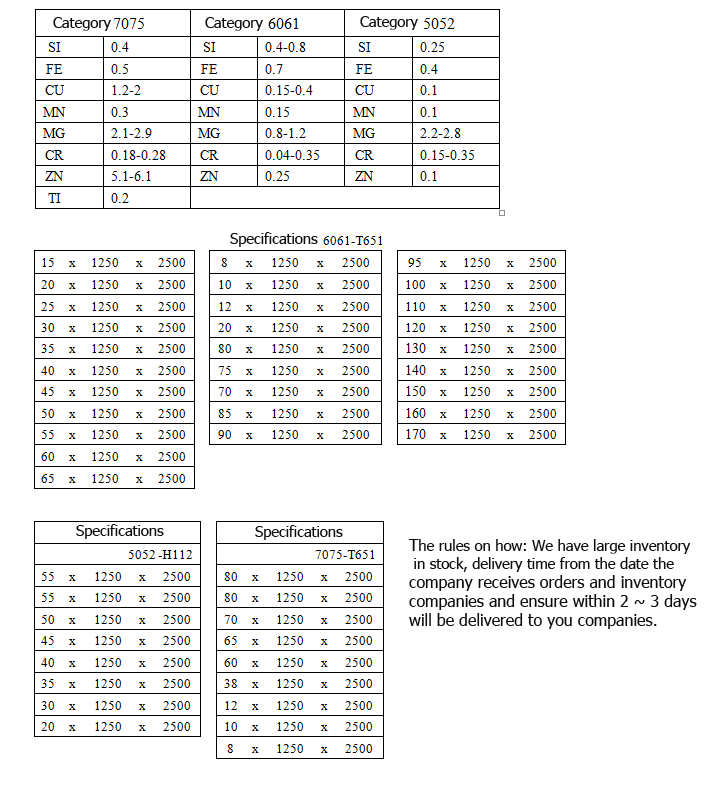 Category 7075 Category 6061 Category 5052
SI 0.4 SI 0.4-0.8 SI 0.25
FE 0.5 FE 0.7 FE 0.4
CU 1.2-2 CU 0.15-0.4 CU 0.1
MN 0.3 MN 0.15 MN 0.1
MG 2.1-2.9 MG 0.8-1.2 MG 2.2-2.8
CR 0.18-0.28 CR 0.04-0.35 CR 0.15-0.35
ZN 5.1-6.1 ZN 0.25 ZN 0.1
TI 0.2
Specifications 6061-T651
15 x 1250 x 2500 8 x 1250 x 2500 95 x 1250 x 2500
20 x 1250 x 2500 10 x 1250 x 2500 100 x 1250 x 2500
25 x 1250 x 2500 12 x 1250 x 2500 110 x 1250 x 2500
30 x 1250 x 2500 20 x 1250 x 2500 120 x 1250 x 2500
35 x 1250 x 2500 80 x 1250 x 2500 130 x 1250 x 2500
40 x 1250 x 2500 75 x 1250 x 2500 140 x 1250 x 2500
45 x 1250 x 2500 70 x 1250 x 2500 150 x 1250 x 2500
50 x 1250 x 2500 85 x 1250 x 2500 160 x 1250 x 2500
55 x 1250 x 2500 90 x 1250 x 2500 170 x 1250 x 2500
60 x 1250 x 2500
65 x 1250 x 2500
Specifications Specifications
5052-H112 7075-T651
55 x 1250 x 2500 80 x 1250 x 2500
55 x 1250 x 2500 80 x 1250 x 2500
50 x 1250 x 2500 70 x 1250 x 2500
45 x 1250 x 2500 65 x 1250 x 2500
40 x 1250 x 2500 60 x 1250 x 2500
35 x 1250 x 2500 38 x 1250 x 2500
30 x 1250 x 2500 12 x 1250 x 2500
20 x 1250 x 2500 10 x 1250 x 2500
8 x 1250 x 2500
The rules on how: We have large inventory
in stock, delivery time from the date the
company receives orders and inventory
companies and ensure within 2 ~ 3 days
will be delivered to you companies.